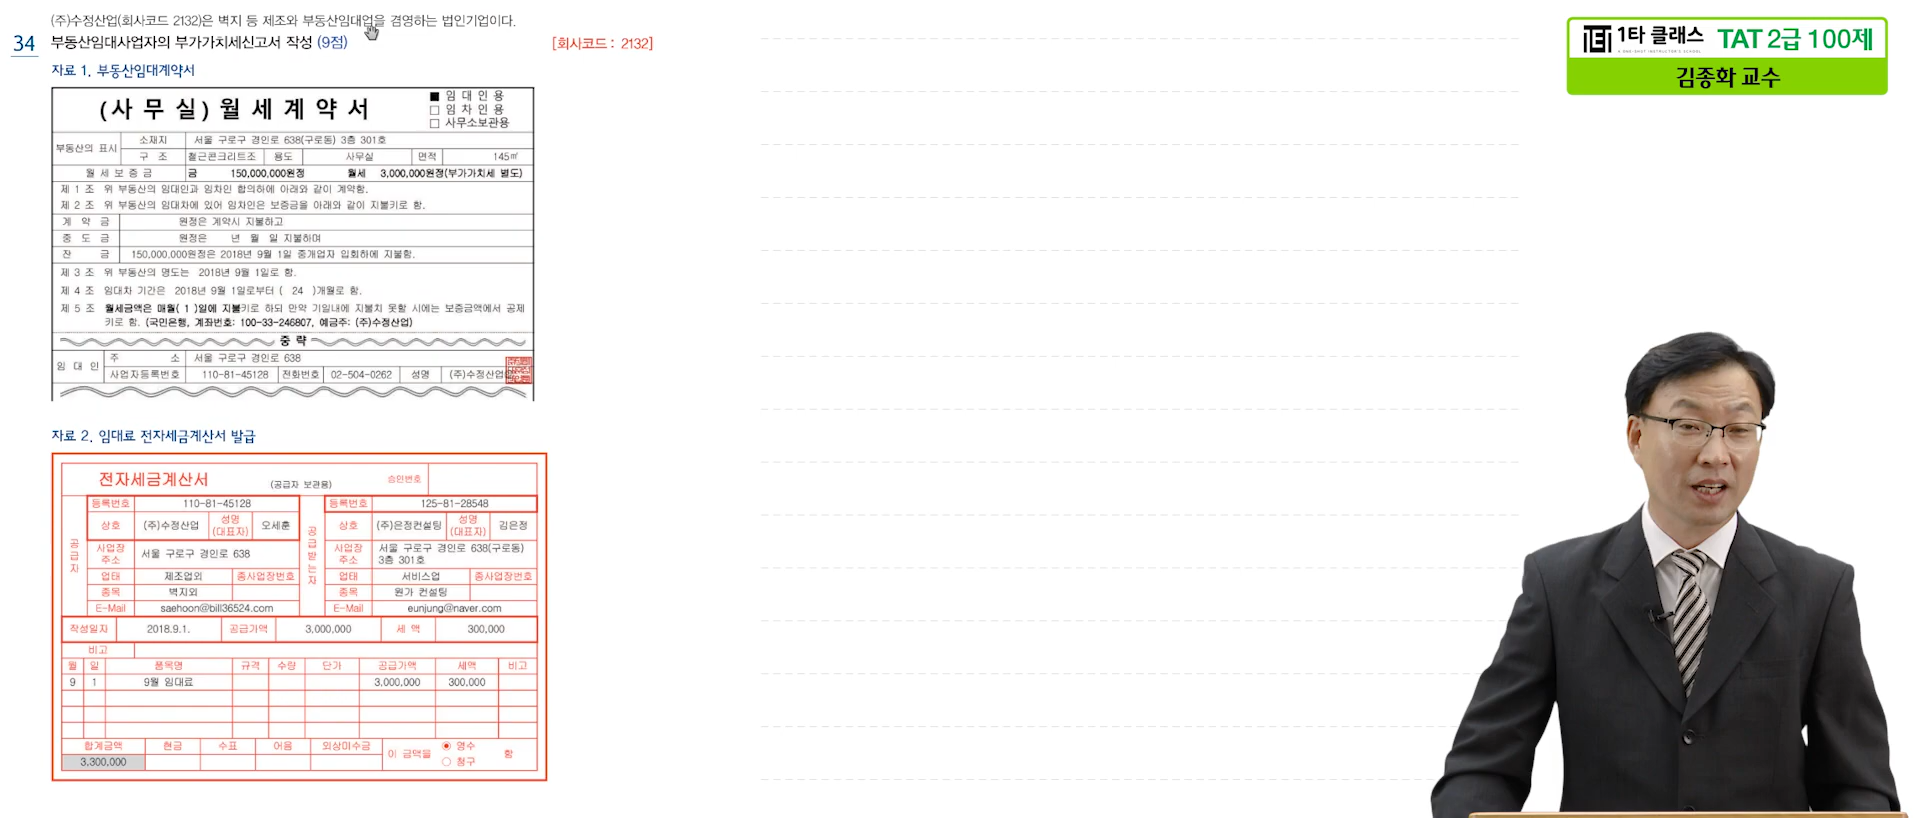 (주)수정산업(회사코드 2132)은 벽지 등 제조와 부동산임대업을 겸영하는 법인기업이다.
34 부동산임대사업자의 부가가치세신고서 작성 (9점) [회사코드 : 2132]
자료 1. 부동산임대계약서
(사 무 실) 월 세 계 약 서
■ 임 대 인 용
□ 임 차 인 용
□ 사무소보관용
부동산의 표시 소재지 서울 구로구 경인로 638(구로동) 3층 301호
구 조 철근콘크리트조 용도 사무실 면적 145㎡
월 세 보 증 금 금 150,000,000원정 월세 3,000,000원정(부가가치세 별도)
제 1 조 위 부동산의 임대인과 임차인 합의하에 아래와 같이 계약함.
제 2 조 위 부동산의 임대차에 있어 임차인은 보증금을 아래와 같이 지불키로 함.
계 약 금 원정은 계약시 지불하고
중 도 금 원정은 년 월 일 지불하며
잔 금 150,000,000원정은 2018년 9월 1일 중개업자 입회하에 지불함.
제 3 조 위 부동산의 명도는 2018년 9월 1일로 함.
제 4 조 임대차 기간은 2018년 9월 1일로부터 ( 24 )개월로 함.
제 5 조 월세금액은 매월( 1 )일에 지불키로 하되 만약 기일내에 지불치 못할 시에는 보증금액에서 공제
키로 함. (국민은행, 계좌번호: 100-33-246807, 예금주: (주)수정산업)
중 략
임 대 인 주 소 서울 구로구 경인로 638
사업자등록번호 110-81-45128 전화번호 02-504-0262 성명 (주)수정산업
자료 2. 임대료 전자세금계산서 발급
전자세금계산서 (공급자 보관용) 승인번호
공급자 등록번호 110-81-45128
상호 (주)수정산업 성명(대표자) 오세훈
사업장 주소 서울 구로구 경인로 638
업태 제조업외 종사업장번호
종목 벽지외
E-Mail saehoon@bill36524.com
공급받는자 등록번호 125-81-28548
상호 (주)은정컨설팅 성명(대표자) 김은정
사업장 주소 서울 구로구 경인로 638(구로동) 3층 301호
업태 서비스업 종사업장번호
종목 원가 컨설팅
E-Mail eunjung@naver.com
작성일자 2018.9.1. 공급가액 3,000,000 세 액 300,000
비고
월 일 품목명 규격 수량 단가 공급가액 세액 비고
9 1 9월 임대료 3,000,000 300,000
합계금액 현금 수표 어음 외상미수금 이 금액을 ◉ 영수 ○ 청구 함
3,300,000
1타 클래스 TAT 2급 100제
김종화 교수